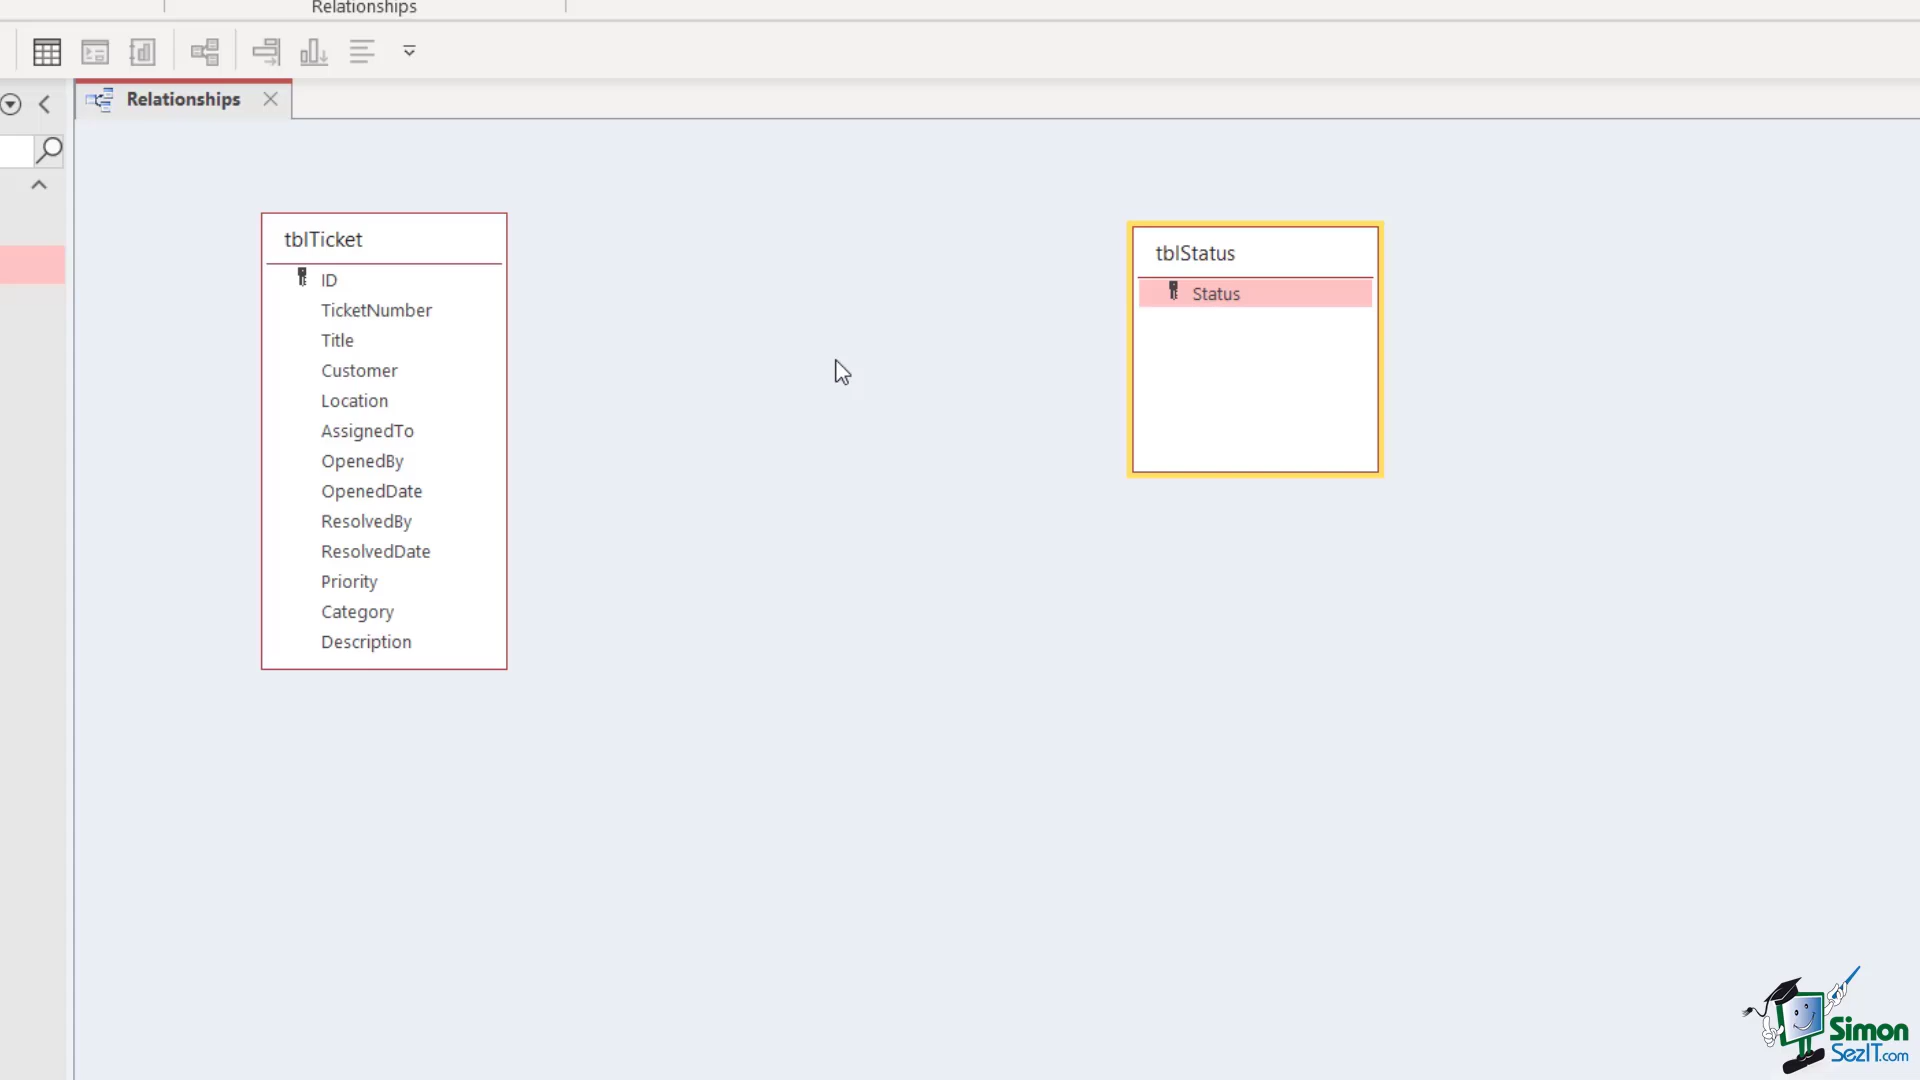 Relationships
Relationships
tblTicket
ID
TicketNumber
Title
Customer
Location
AssignedTo
OpenedBy
OpenedDate
ResolvedBy
ResolvedDate
Priority
Category
Description
tblStatus
Status
Simon
SezIT.com